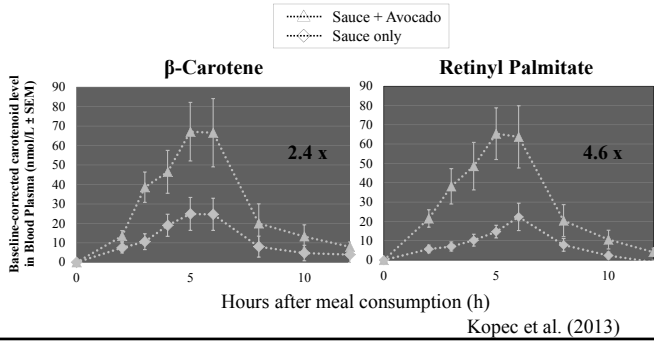 Sauce + Avocado
Sauce only
β-Carotene
Retinyl Palmitate
Baseline-corrected carotenoid level
in Blood Plasma (nmol/L ± SEM)
90
80
70
60
50
40
30
20
10
0
2.4 x
0
5
10
90
80
70
60
50
40
30
20
10
0
4.6 x
0
5
10
Hours after meal consumption (h)
Kopec et al. (2013)